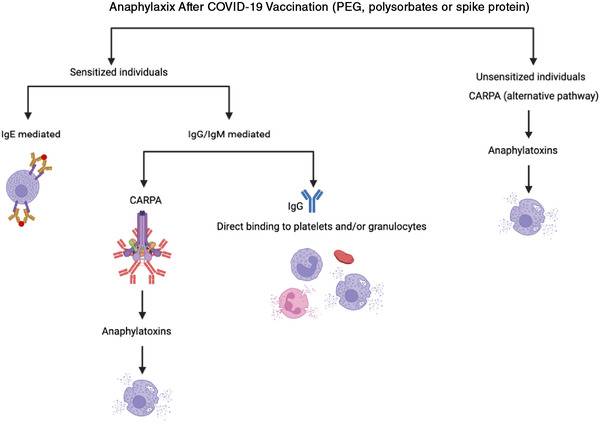 Anaphylaxix After COVID-19 Vaccination (PEG, polysorbates or spike protein)
Sensitized individuals
Unsensitized individuals
CARPA (alternative pathway)
IgE mediated
IgG/IgM mediated
Anaphylatoxins
CARPA
IgG
Direct binding to platelets and/or granulocytes
Anaphylatoxins